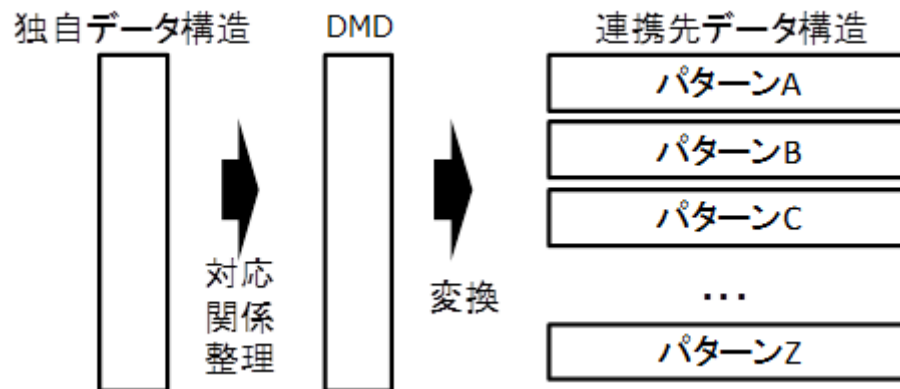 独自データ構造
DMD
連携先データ構造
パターンA
パターンB
パターンC
…
パターンZ
対応
関係
整理
変換